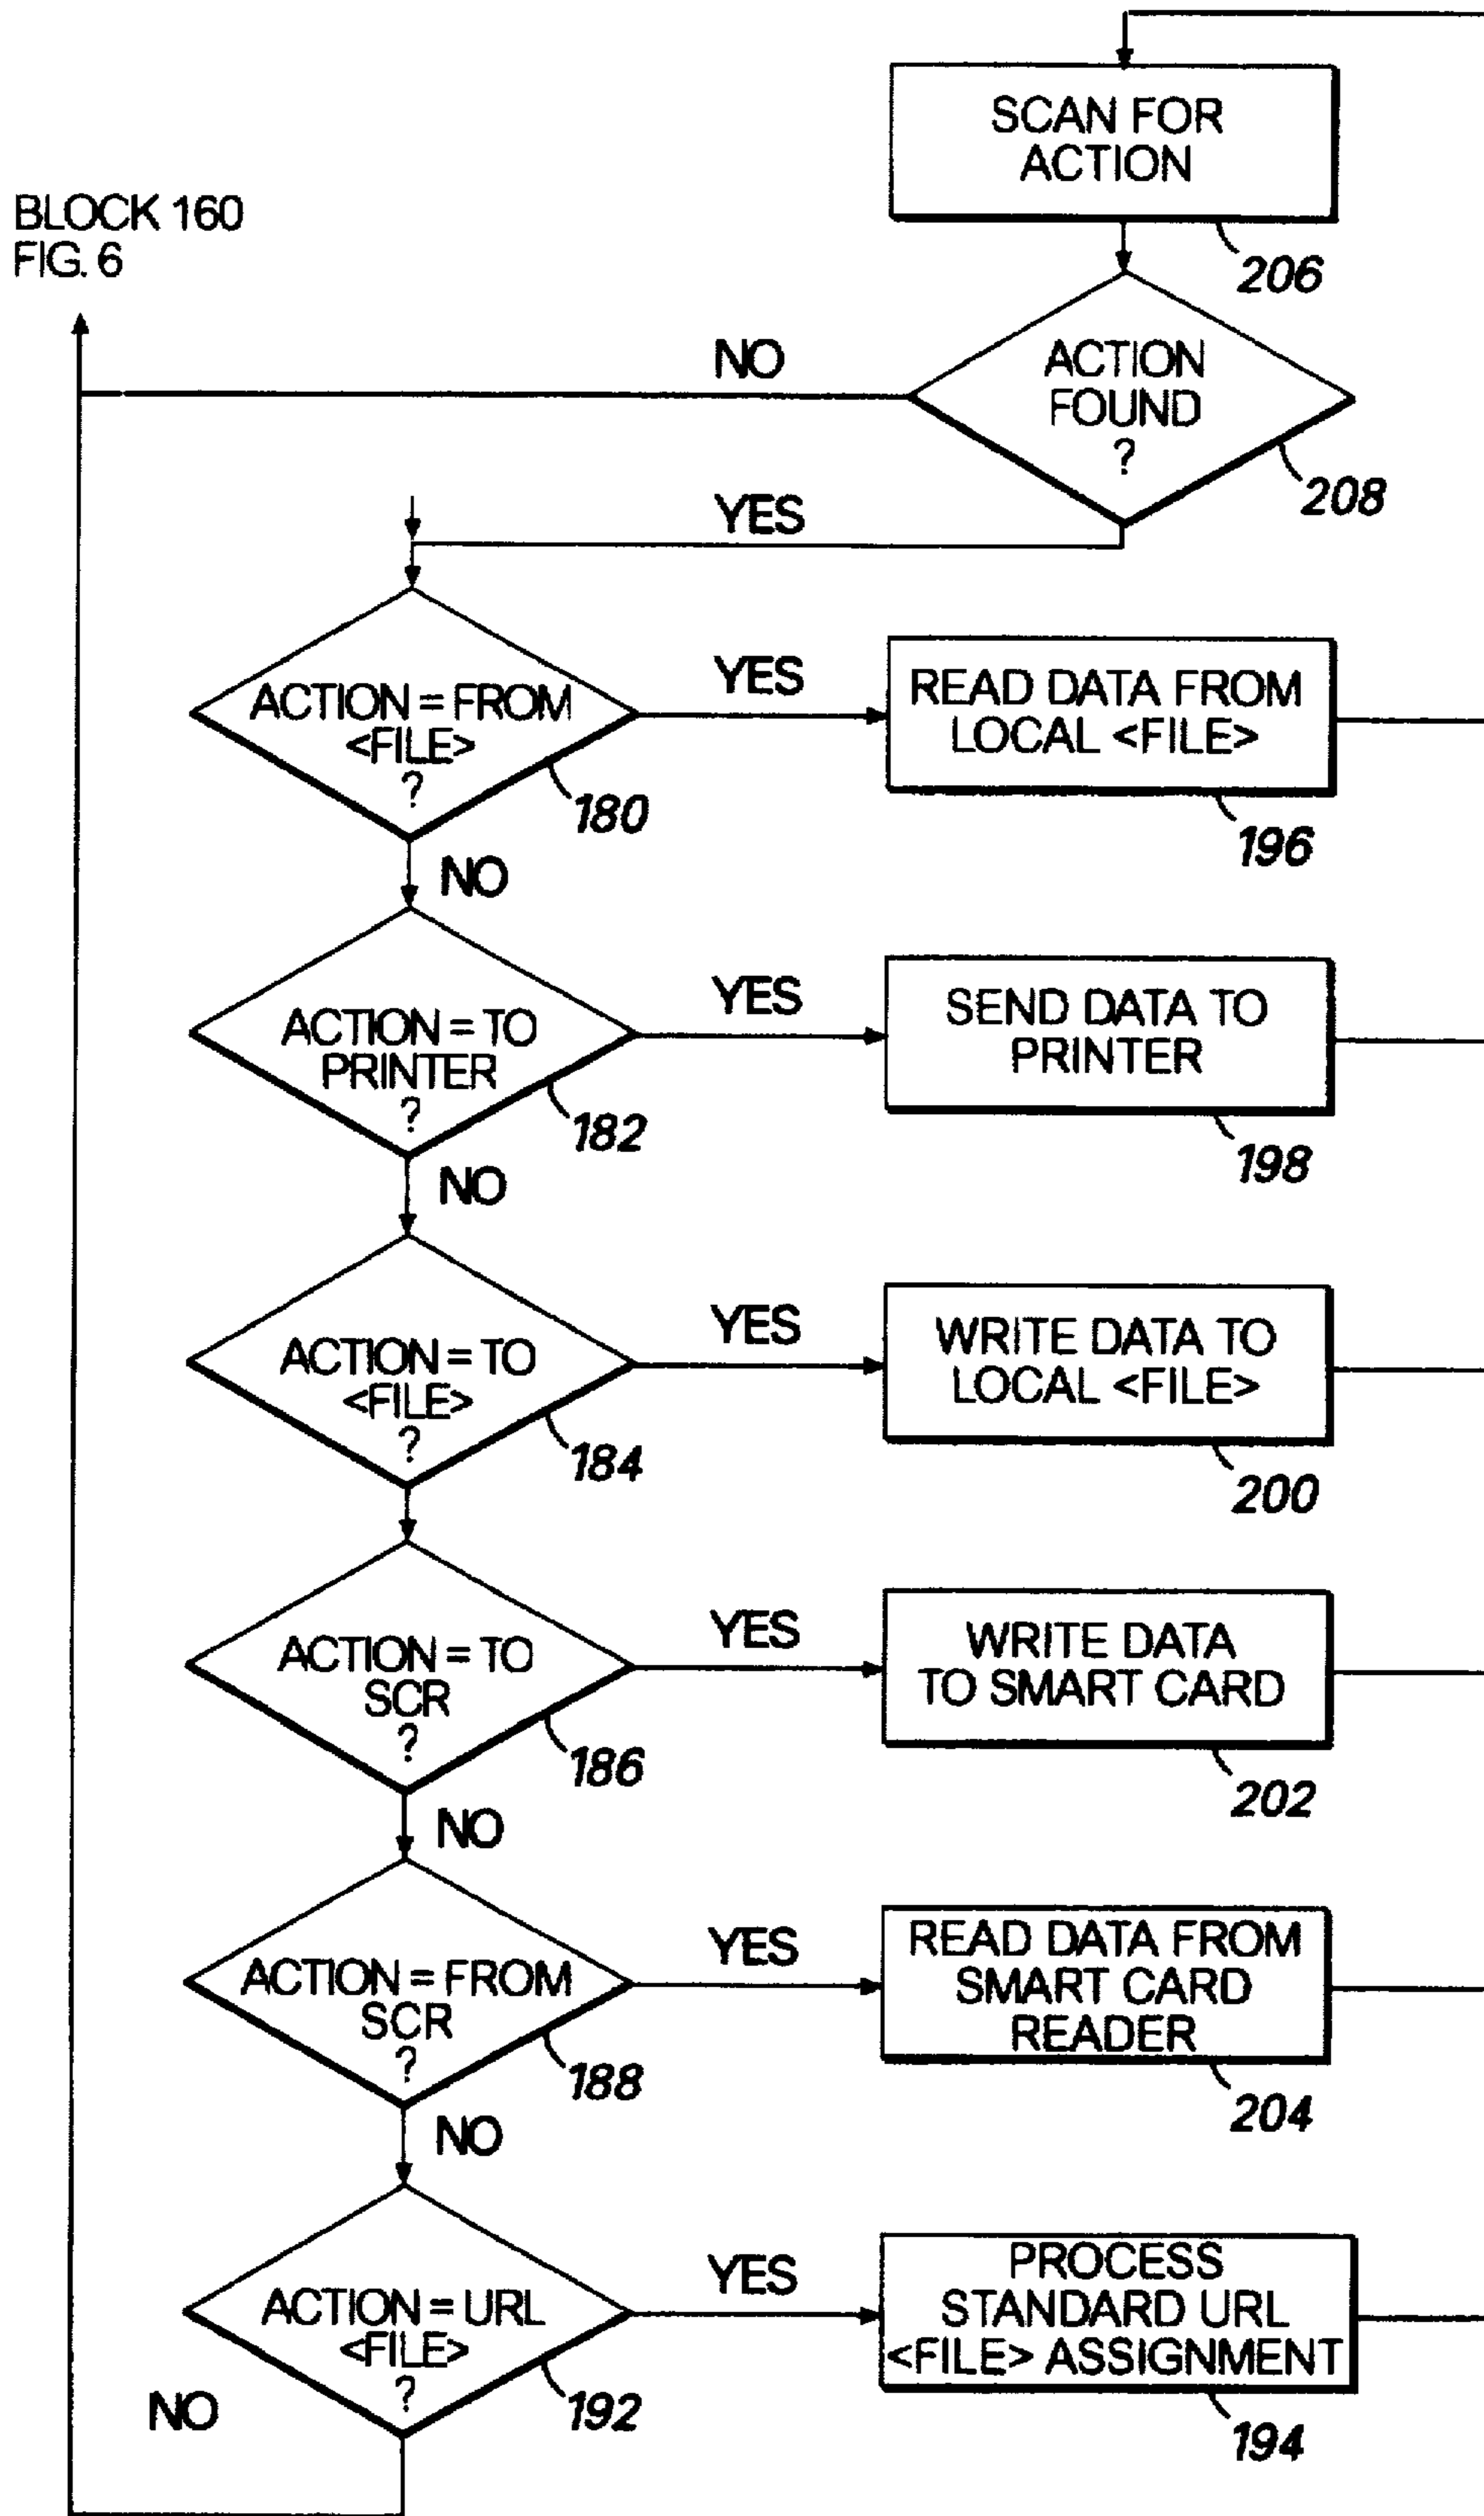 SCAN FOR
ACTION
206
BLOCK 160
FIG. 6
ACTION
FOUND
?
208
NO
YES
ACTION = FROM
<FILE>
?
180
YES
READ DATA FROM
LOCAL <FILE>
196
NO
ACTION = TO
PRINTER
?
182
YES
SEND DATA TO
PRINTER
198
NO
ACTION = TO
<FILE>
?
184
YES
WRITE DATA TO
LOCAL <FILE>
200
ACTION = TO
SCR
?
186
YES
WRITE DATA
TO SMART CARD
202
NO
ACTION = FROM
SCR
?
188
YES
READ DATA FROM
SMART CARD
READER
204
NO
ACTION = URL
<FILE>
?
192
YES
PROCESS
STANDARD URL
<FILE> ASSIGNMENT
194
NO